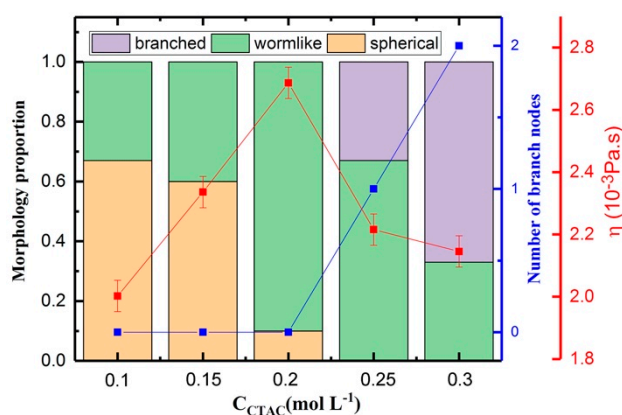 branched wormlike spherical
Morphology proportion
1.0
0.8
0.6
0.4
0.2
0.0
0.1 0.15 0.2 0.25 0.3
C_CTAC(mol L⁻¹)
2
1
0
Number of branch nodes
2.8
2.6
2.4
2.2
2.0
1.8
η (10⁻³Pa.s)